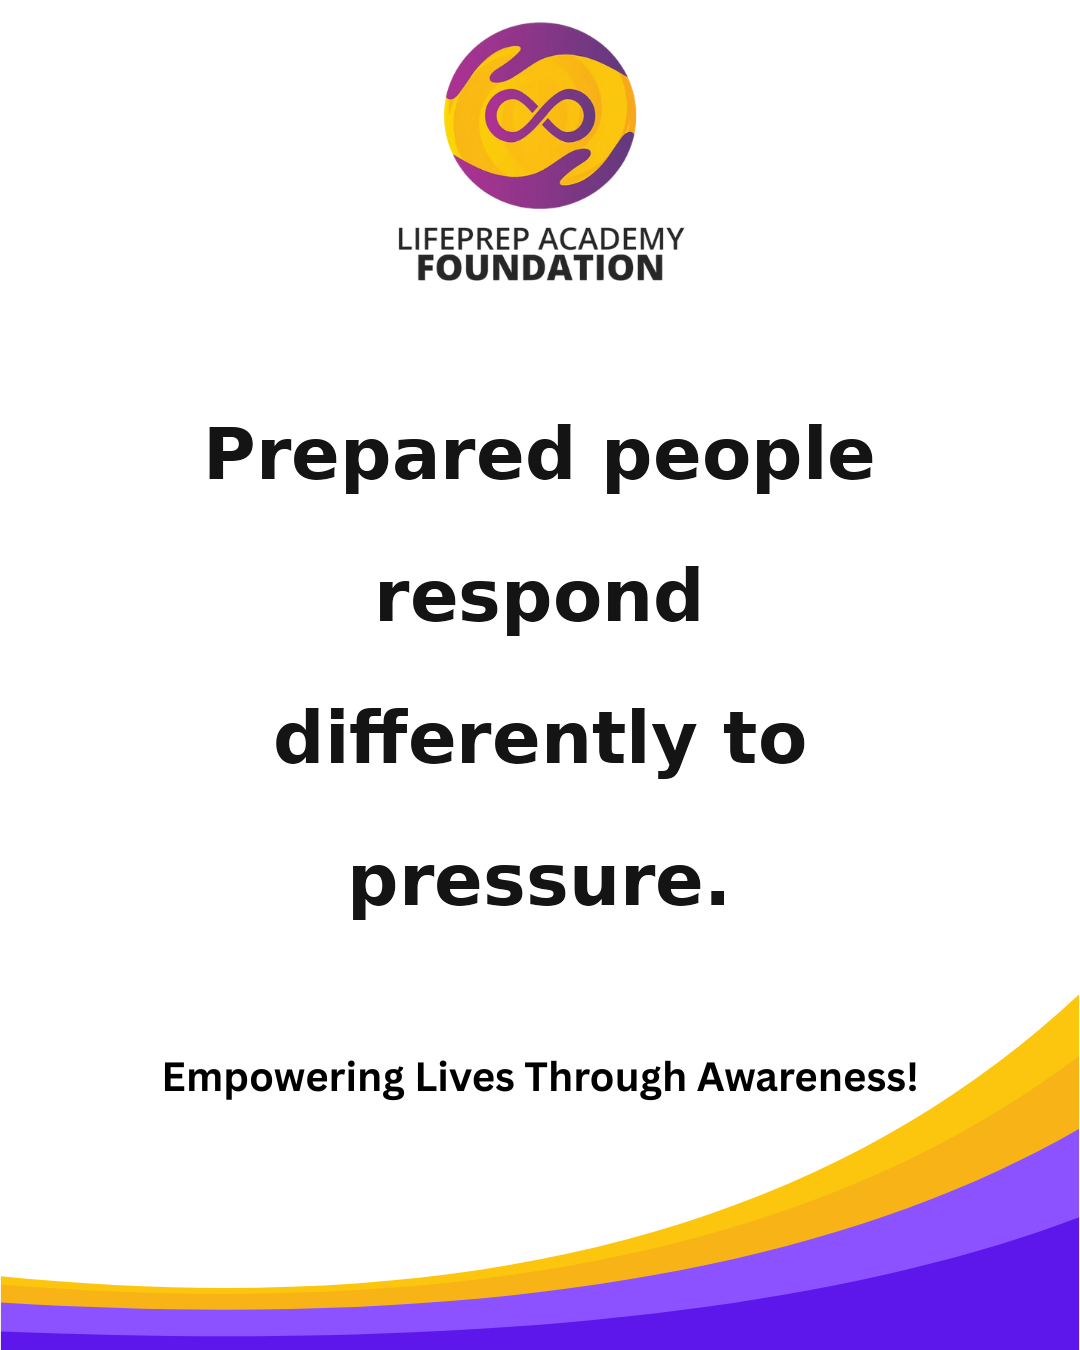 LIFEPREP ACADEMY
FOUNDATION
Prepared people
respond
differently to
pressure.
Empowering Lives Through Awareness!